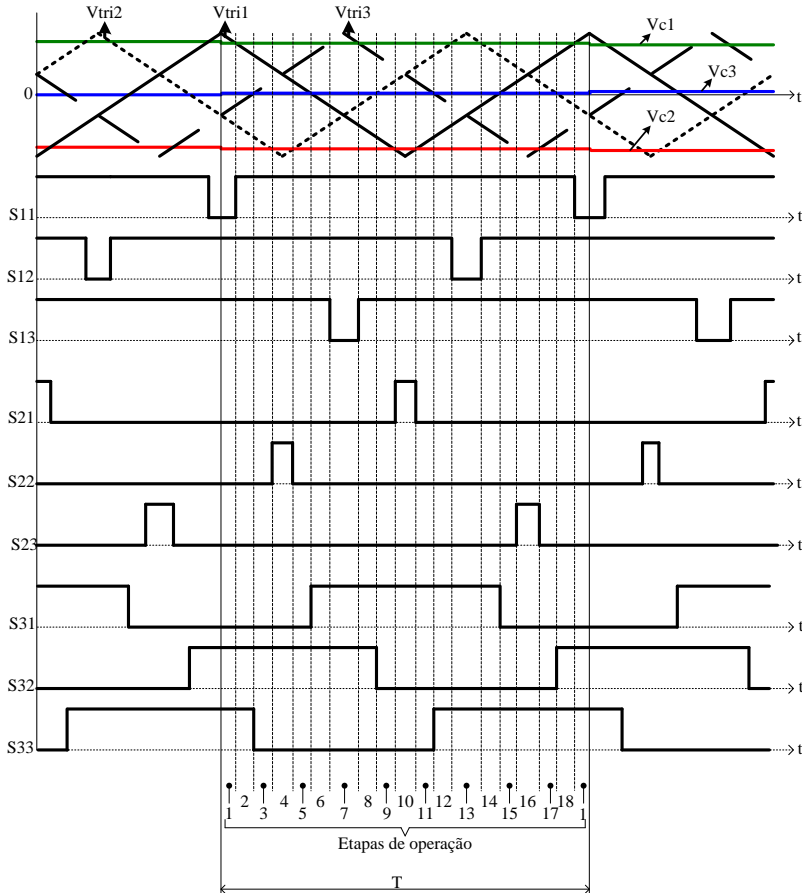 Vtri2 Vtri1 Vtri3
Vc1
Vc3
0 t
Vc2
S11 t
S12 t
S13 t
S21 t
S22 t
S23 t
S31 t
S32 t
S33 t
2 4 6 8 10 12 14 16 18
1 3 5 7 9 11 13 15 17 1
Etapas de operação
T